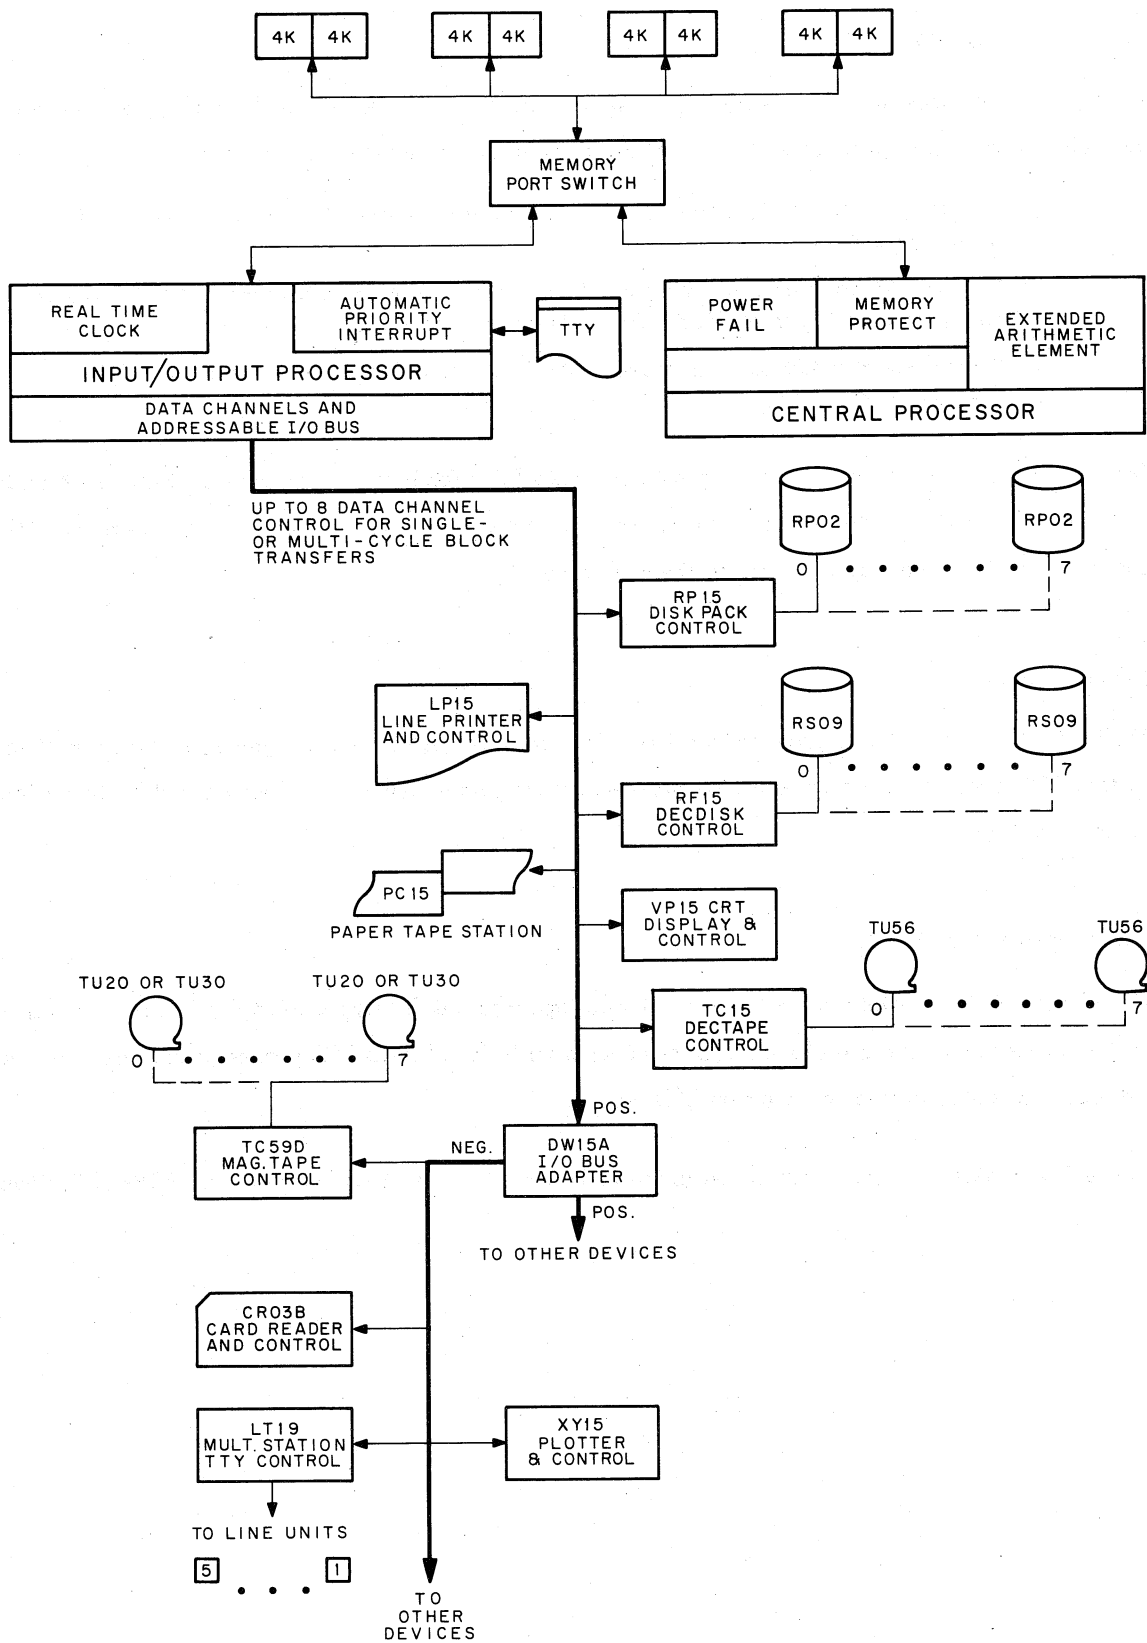 4K 4K 4K 4K 4K 4K 4K 4K
MEMORY
PORT SWITCH
REAL TIME
CLOCK
AUTOMATIC
PRIORITY
INTERRUPT
TTY
INPUT/OUTPUT PROCESSOR
DATA CHANNELS AND
ADDRESSABLE I/O BUS
POWER
FAIL
MEMORY
PROTECT
EXTENDED
ARITHMETIC
ELEMENT
CENTRAL PROCESSOR
UP TO 8 DATA CHANNEL
CONTROL FOR SINGLE-
OR MULTI-CYCLE BLOCK
TRANSFERS
RP02
RP02
0
7
RP15
DISK PACK
CONTROL
LP15
LINE PRINTER
AND CONTROL
RS09
RS09
0
7
RF15
DECDISK
CONTROL
PC15
PAPER TAPE STATION
VP15 CRT
DISPLAY &
CONTROL
TU56
TU56
0
7
TC15
DECTAPE
CONTROL
TU20 OR TU30
TU20 OR TU30
0
7
POS.
TC59D
MAG. TAPE
CONTROL
NEG.
DW15A
I/O BUS
ADAPTER
POS.
TO OTHER DEVICES
CR03B
CARD READER
AND CONTROL
LT19
MULT. STATION
TTY CONTROL
XY15
PLOTTER
& CONTROL
TO LINE UNITS
5
1
TO
OTHER
DEVICES